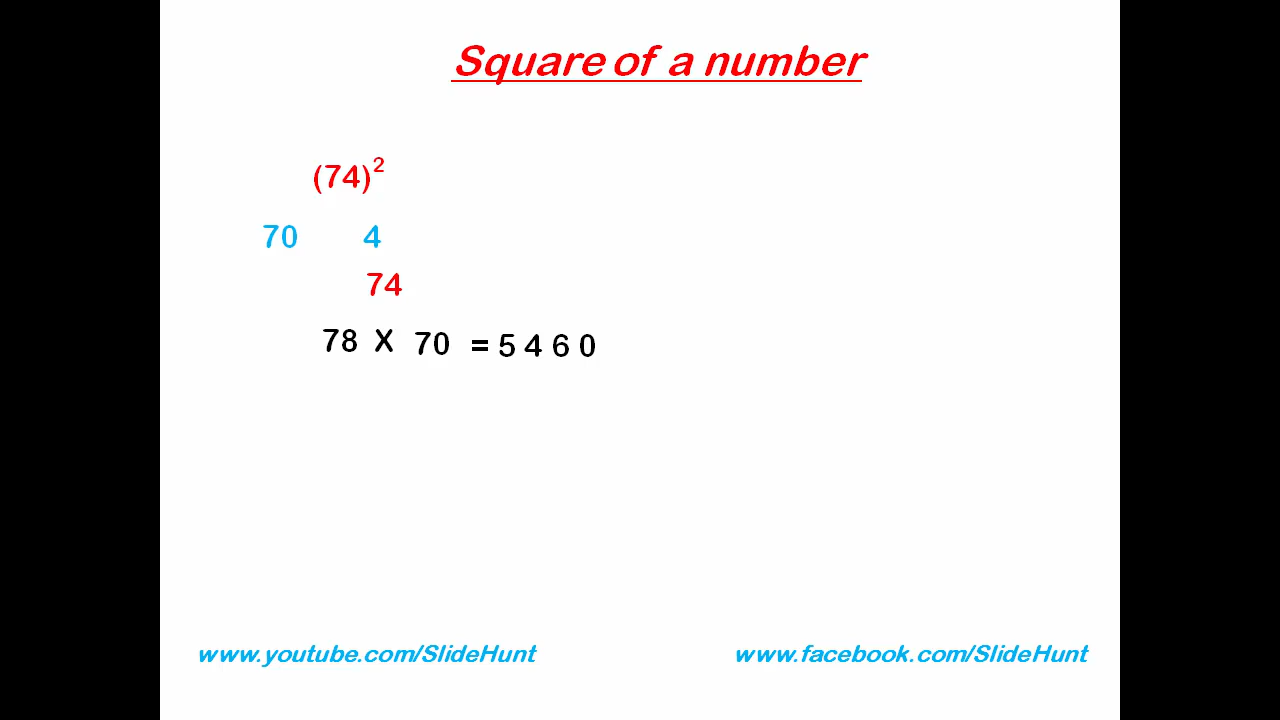 Square of a number
(74)²
70 4
74
78 X 70 = 5 4 6 0
www.youtube.com/SlideHunt
www.facebook.com/SlideHunt